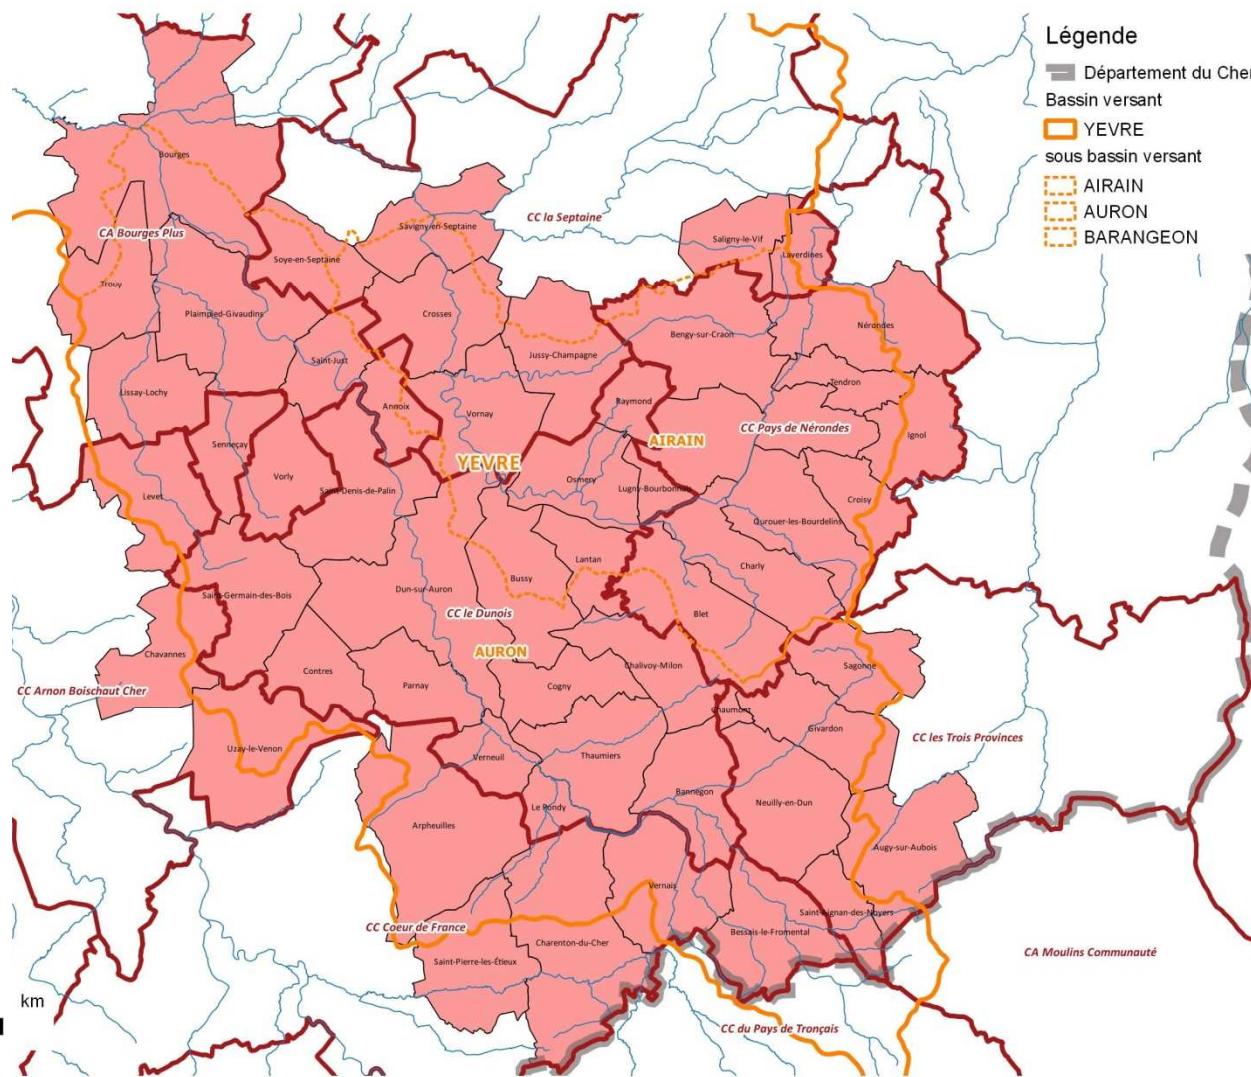 Légende
Département du Cher
Bassin versant
YEVRE
sous bassin versant
AIRAIN
AURON
BARANGEON
Bourges
CC la Septaine
CA Bourges Plus
Savigny-en-Septaine
Saligny-le-Vif
Soye-en-Septaine
Laverdines
Trouy
Plaimpied-Givaudins
Crosses
Nérondes
Bengy-sur-Craon
Saint-Just
Jussy-Champagne
Tendron
Lissay-Lochy
Annoix
Vornay
Raymond
CC Pays de Nérondes
Ignol
Senneçay
AIRAIN
YEVRE
Vorly
Osmery
Lugny-Bourbonnais
Levet
Saint-Denis-de-Palin
Croisy
Ourouer-les-Bourdelins
Lantan
Charly
Bussy
Saint-Germain-des-Bois
Dun-sur-Auron
CC le Dunois
Blet
Chavannes
AURON
Contres
Chalivoy-Milon
Sagonne
CC Arnon Boischaut Cher
Parnay
Cogny
Chaumont
Givardon
CC les Trois Provinces
Uzay-le-Venon
Verneuil
Thaumiers
Bannegon
Neuilly-en-Dun
Le Pondy
Arpheuilles
Augy-sur-Aubois
Vernais
Saint-Aignan-des-Noyers
CC Coeur de France
Bessais-le-Fromental
Charenton-du-Cher
CA Moulins Communauté
Saint-Pierre-les-Étieux
km
CC du Pays de Tronçais